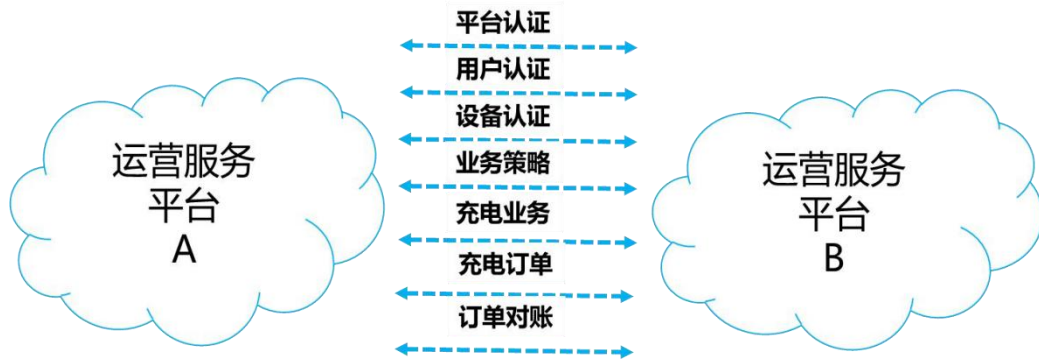 平台认证
用户认证
设备认证
业务策略
充电业务
充电订单
订单对账
运营服务
平台
A
运营服务
平台
B